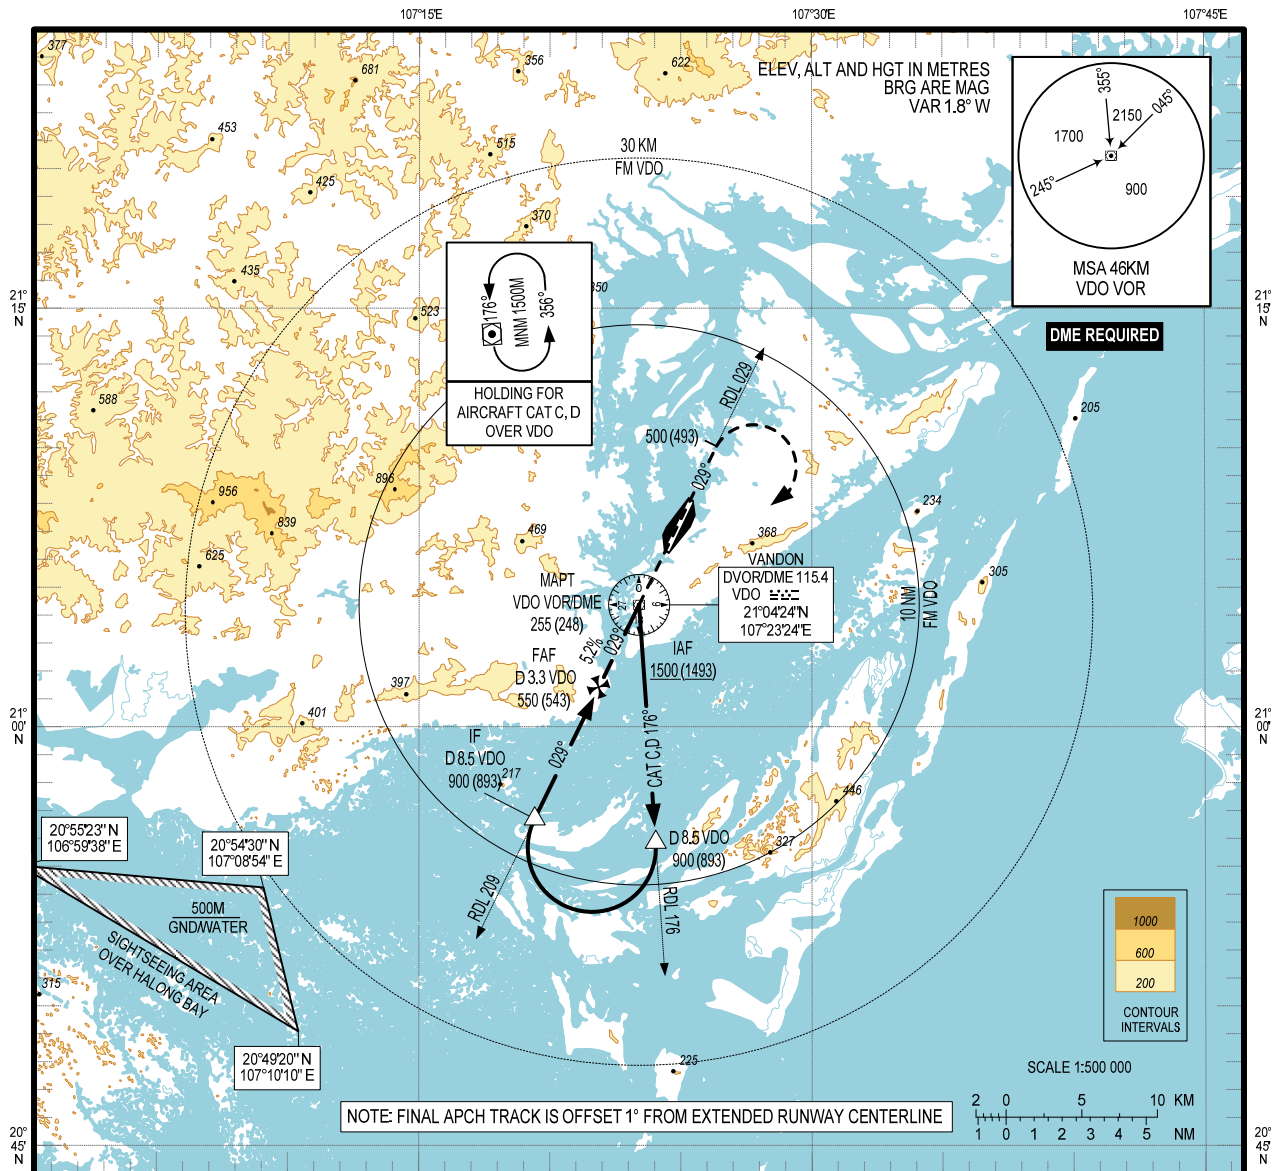 107°15'E
107°30'E
107°45'E
377
681
356
622
ELEV, ALT AND HGT IN METRES
BRG ARE MAG
VAR 1.8° W
355°
045°
2150
1700
245°
900
MSA 46KM
VDO VOR
453
515
30 KM
FM VDO
425
370
435
176°
MNM 1500M
356°
350
21°
15'
N
21°
15'
N
523
DME REQUIRED
HOLDING FOR
AIRCRAFT CAT C, D
OVER VDO
588
RDL 029
205
500 (493)
029°
896
956
839
234
469
368
625
VANDON
DVOR/DME 115.4
VDO
21°04'24"N
107°23'24"E
305
MAPT
VDO VOR/DME
255 (248)
0
9
27
10 NM
FM VDO
5.2%
029°
FAF
D 3.3 VDO
550 (543)
IAF
1500 (1493)
397
401
21°
00'
N
21°
00'
N
IF
D 8.5 VDO
900 (893)
217
029°
CAT C,D 176°
446
D 8.5 VDO
900 (893)
327
20°55'23" N
106°59'38" E
20°54'30" N
107°08'54" E
500M
GND/WATER
SIGHTSEEING AREA
OVER HALONG BAY
RDL 209
RDL 176
1000
600
200
CONTOUR
INTERVALS
315
20°49'20" N
107°10'10" E
225
SCALE 1:500 000
NOTE: FINAL APCH TRACK IS OFFSET 1° FROM EXTENDED RUNWAY CENTERLINE
2 0 5 10 KM
1 0 1 2 3 4 5 NM
20°
45'
N
20°
45'
N